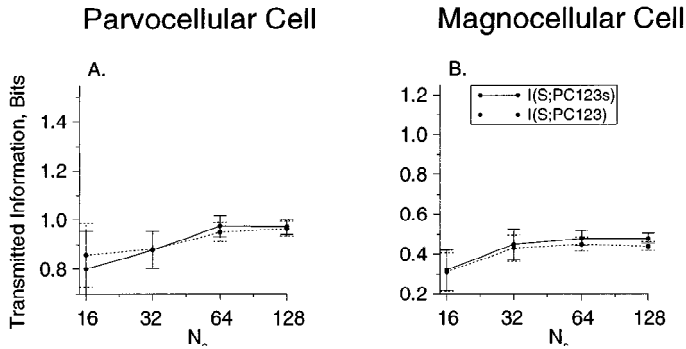 Parvocellular Cell
Magnocellular Cell
A.
Transmitted Information, Bits
1.4
1.2
1.0
0.8
16 32 64 128
B.
I(S;PC123s)
I(S;PC123)
1.2
1.0
0.8
0.6
0.4
0.2
16 32 64 128